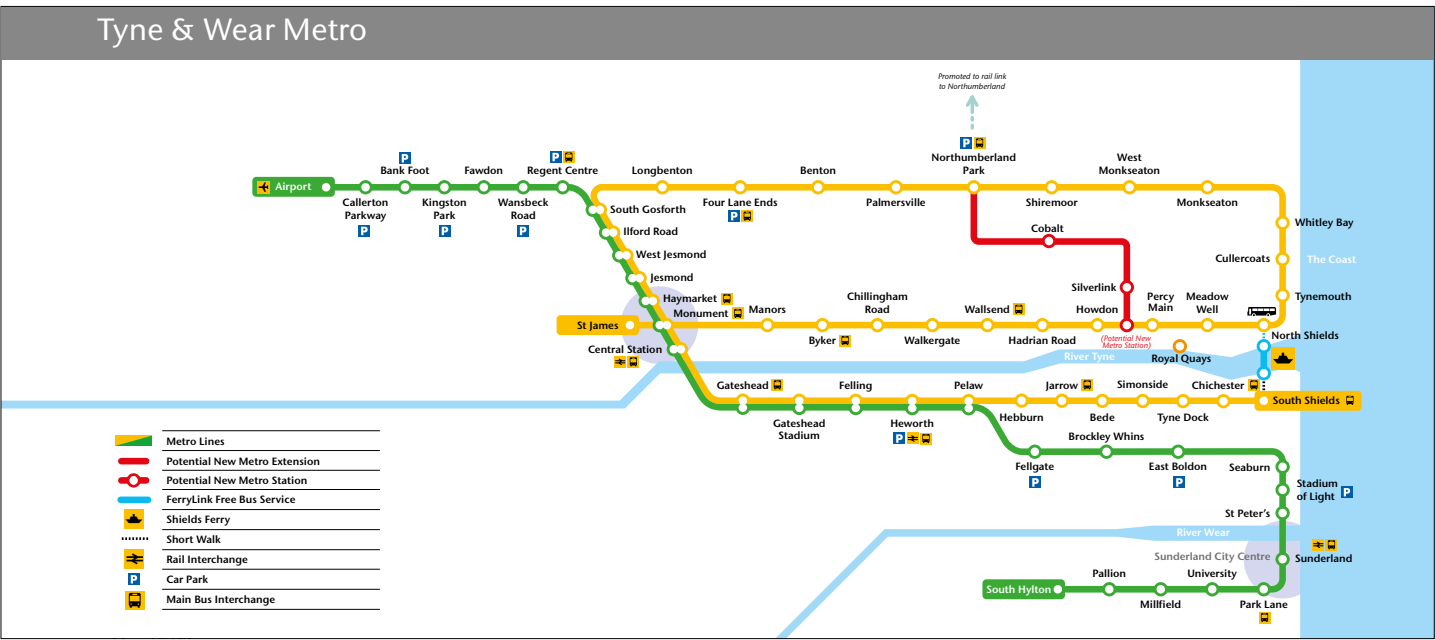 Tyne & Wear Metro
Promoted to rail link
to Northumberland
Airport
Callerton
Parkway
P
P
Bank Foot
Kingston
Park
P
Fawdon
Wansbeck
Road
P
P
Regent Centre
Longbenton
Four Lane Ends
P
Benton
Palmersville
P
Northumberland
Park
Shiremoor
West
Monkseaton
Monkseaton
South Gosforth
Ilford Road
West Jesmond
Jesmond
Haymarket
Monument
St James
Central Station
Whitley Bay
Cullercoats
The Coast
Tynemouth
Cobalt
Silverlink
Manors
Byker
Chillingham
Road
Walkergate
Wallsend
Hadrian Road
Howdon
(Potential New
Metro Station)
Percy
Main
Meadow
Well
North Shields
Royal Quays
River Tyne
Gateshead
Gateshead
Stadium
Felling
Heworth
P
Pelaw
Hebburn
Jarrow
Bede
Simonside
Tyne Dock
Chichester
South Shields
Fellgate
P
Brockley Whins
East Boldon
P
Seaburn
Stadium
of Light
P
St Peter's
River Wear
Sunderland City Centre
Sunderland
South Hylton
Pallion
Millfield
University
Park Lane
Metro Lines
Potential New Metro Extension
Potential New Metro Station
FerryLink Free Bus Service
Shields Ferry
Short Walk
Rail Interchange
P
Car Park
Main Bus Interchange